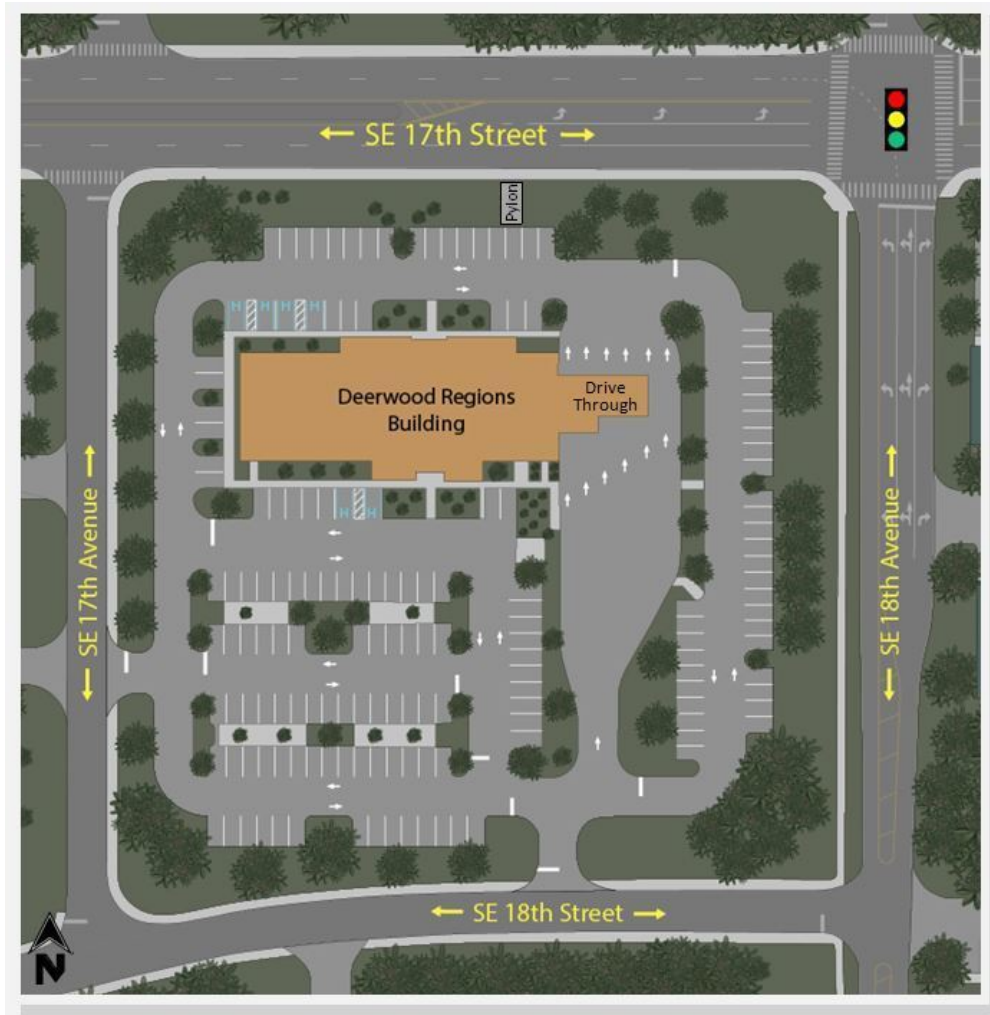 ← SE 17th Street →
Pylon
H H H H
Deerwood Regions
Building
Drive
Through
H H
← SE 17th Avenue →
← SE 18th Avenue →
← SE 18th Street →
N